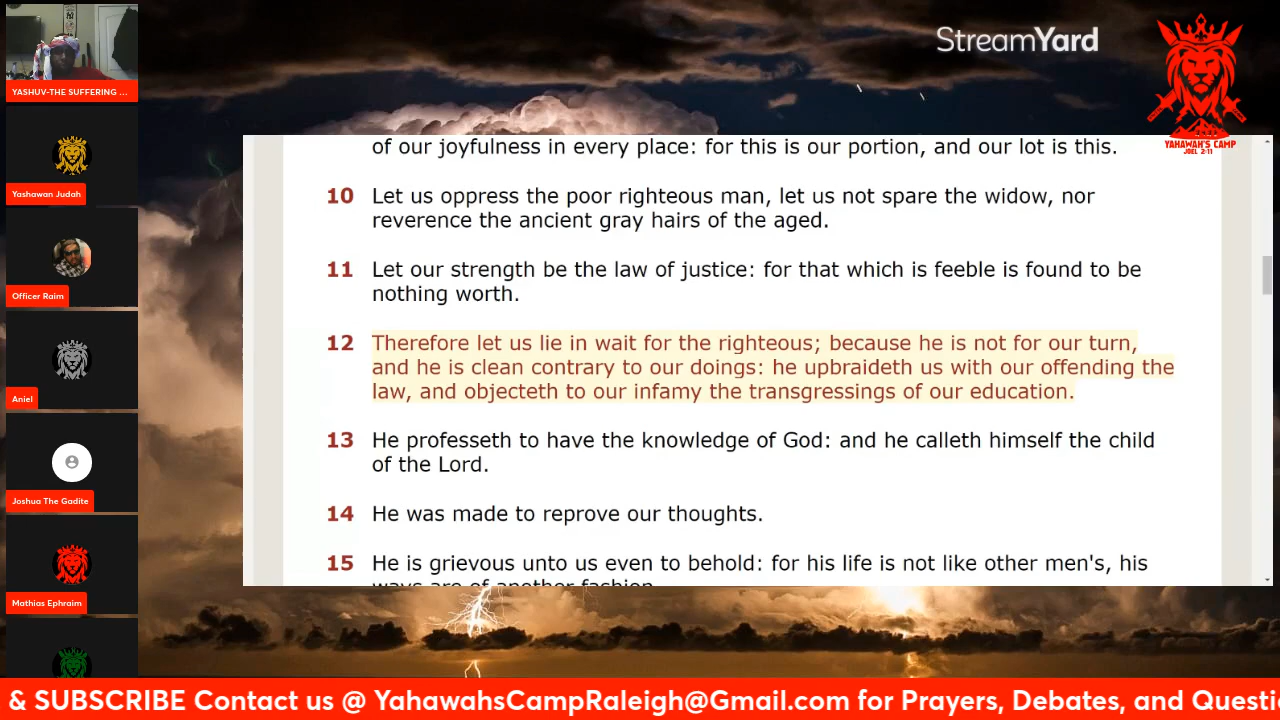 StreamYard
YAHAWAH'S CAMP
JOEL 2:11
YASHUV-THE SUFFERING ...
Yashawan Judah
Officer Raim
Aniel
Joshua The Gadite
Mathias Ephraim
of our joyfulness in every place: for this is our portion, and our lot is this.
10 Let us oppress the poor righteous man, let us not spare the widow, nor
reverence the ancient gray hairs of the aged.
11 Let our strength be the law of justice: for that which is feeble is found to be
nothing worth.
12 Therefore let us lie in wait for the righteous; because he is not for our turn,
and he is clean contrary to our doings: he upbraideth us with our offending the
law, and objecteth to our infamy the transgressings of our education.
13 He professeth to have the knowledge of God: and he calleth himself the child
of the Lord.
14 He was made to reprove our thoughts.
15 He is grievous unto us even to behold: for his life is not like other men's, his
ways are of another fashion
& SUBSCRIBE Contact us @ YahawahsCampRaleigh@Gmail.com for Prayers, Debates, and Questi